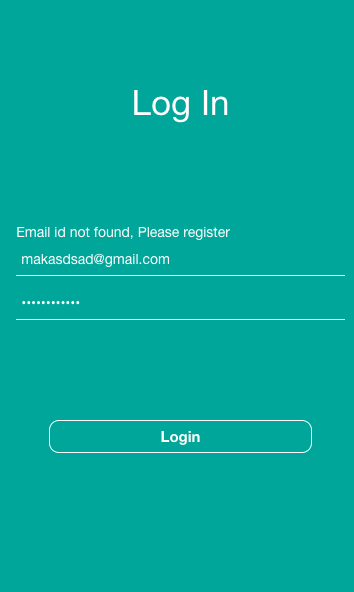 Log In
Email id not found, Please register
makasdsad@gmail.com
••••••••••••
Login